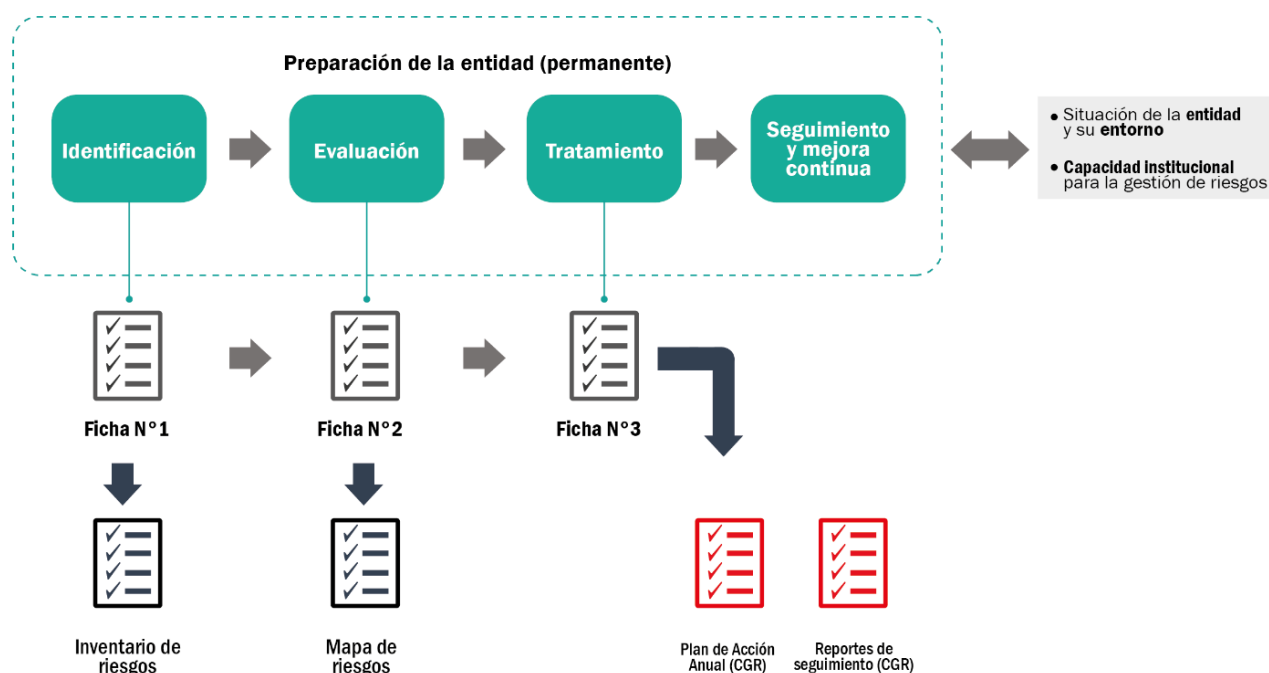 Preparación de la entidad (permanente)
Identificación
Evaluación
Tratamiento
Seguimiento
y mejora
contínua
• Situación de la entidad
y su entorno
• Capacidad institucional
para la gestión de riesgos
Ficha N°1
Ficha N°2
Ficha N°3
Inventario de
riesgos
Mapa de
riesgos
Plan de Acción
Anual (CGR)
Reportes de
seguimiento (CGR)